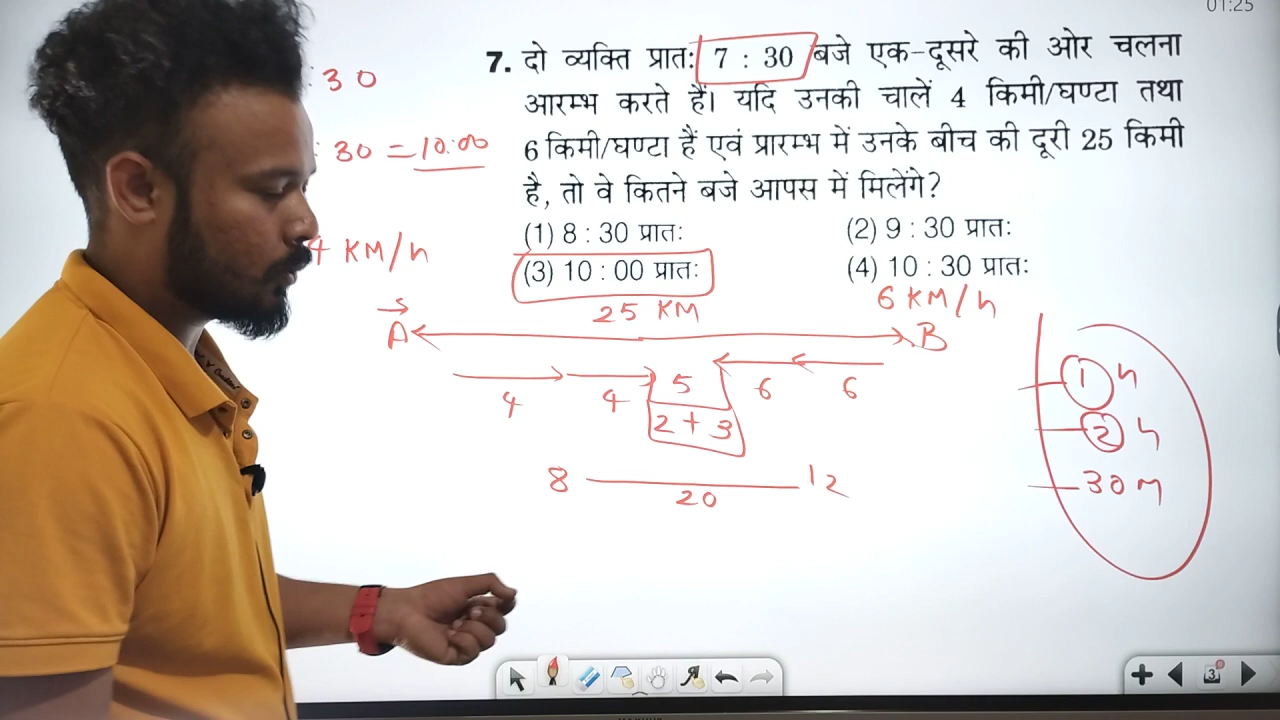 01:25
7. दो व्यक्ति प्रातः 7 : 30 बजे एक-दूसरे की ओर चलना
आरम्भ करते हैं। यदि उनकी चालें 4 किमी/घण्टा तथा
6 किमी/घण्टा हैं एवं प्रारम्भ में उनके बीच की दूरी 25 किमी
है, तो वे कितने बजे आपस में मिलेंगे?
(1) 8 : 30 प्रातः (2) 9 : 30 प्रातः
(3) 10 : 00 प्रातः (4) 10 : 30 प्रातः
: 30
: 30 = 10:00
4 KM/h
25 KM
6 KM/h
A B
4 4 5 6 6
2 + 3
8 20 12
1 h
2 h
30 M
3